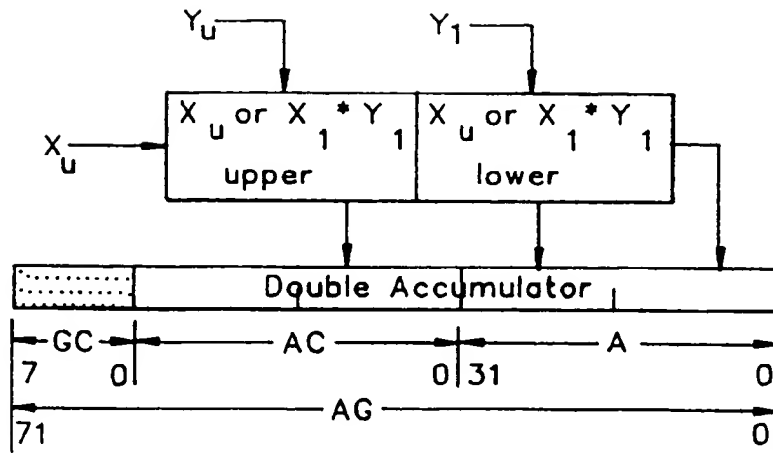 Yu Y1
Xu or X1 * Y1 Xu or X1 * Y1
Xu
upper lower
Double Accumulator
GC AC A
7 0 0 31 0
AG
71 0